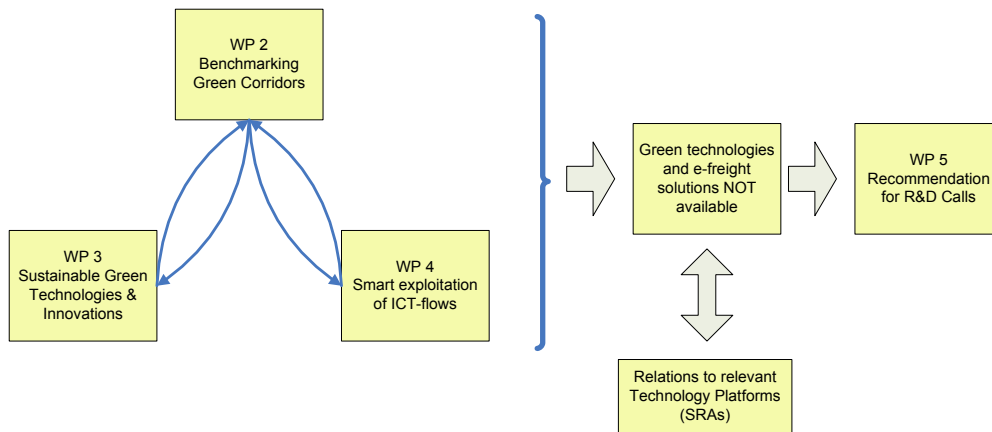 WP 2
Benchmarking
Green Corridors
WP 3
Sustainable Green
Technologies &
Innovations
WP 4
Smart exploitation
of ICT-flows
Green technologies
and e-freight
solutions NOT
available
WP 5
Recommendation
for R&D Calls
Relations to relevant
Technology Platforms
(SRAs)